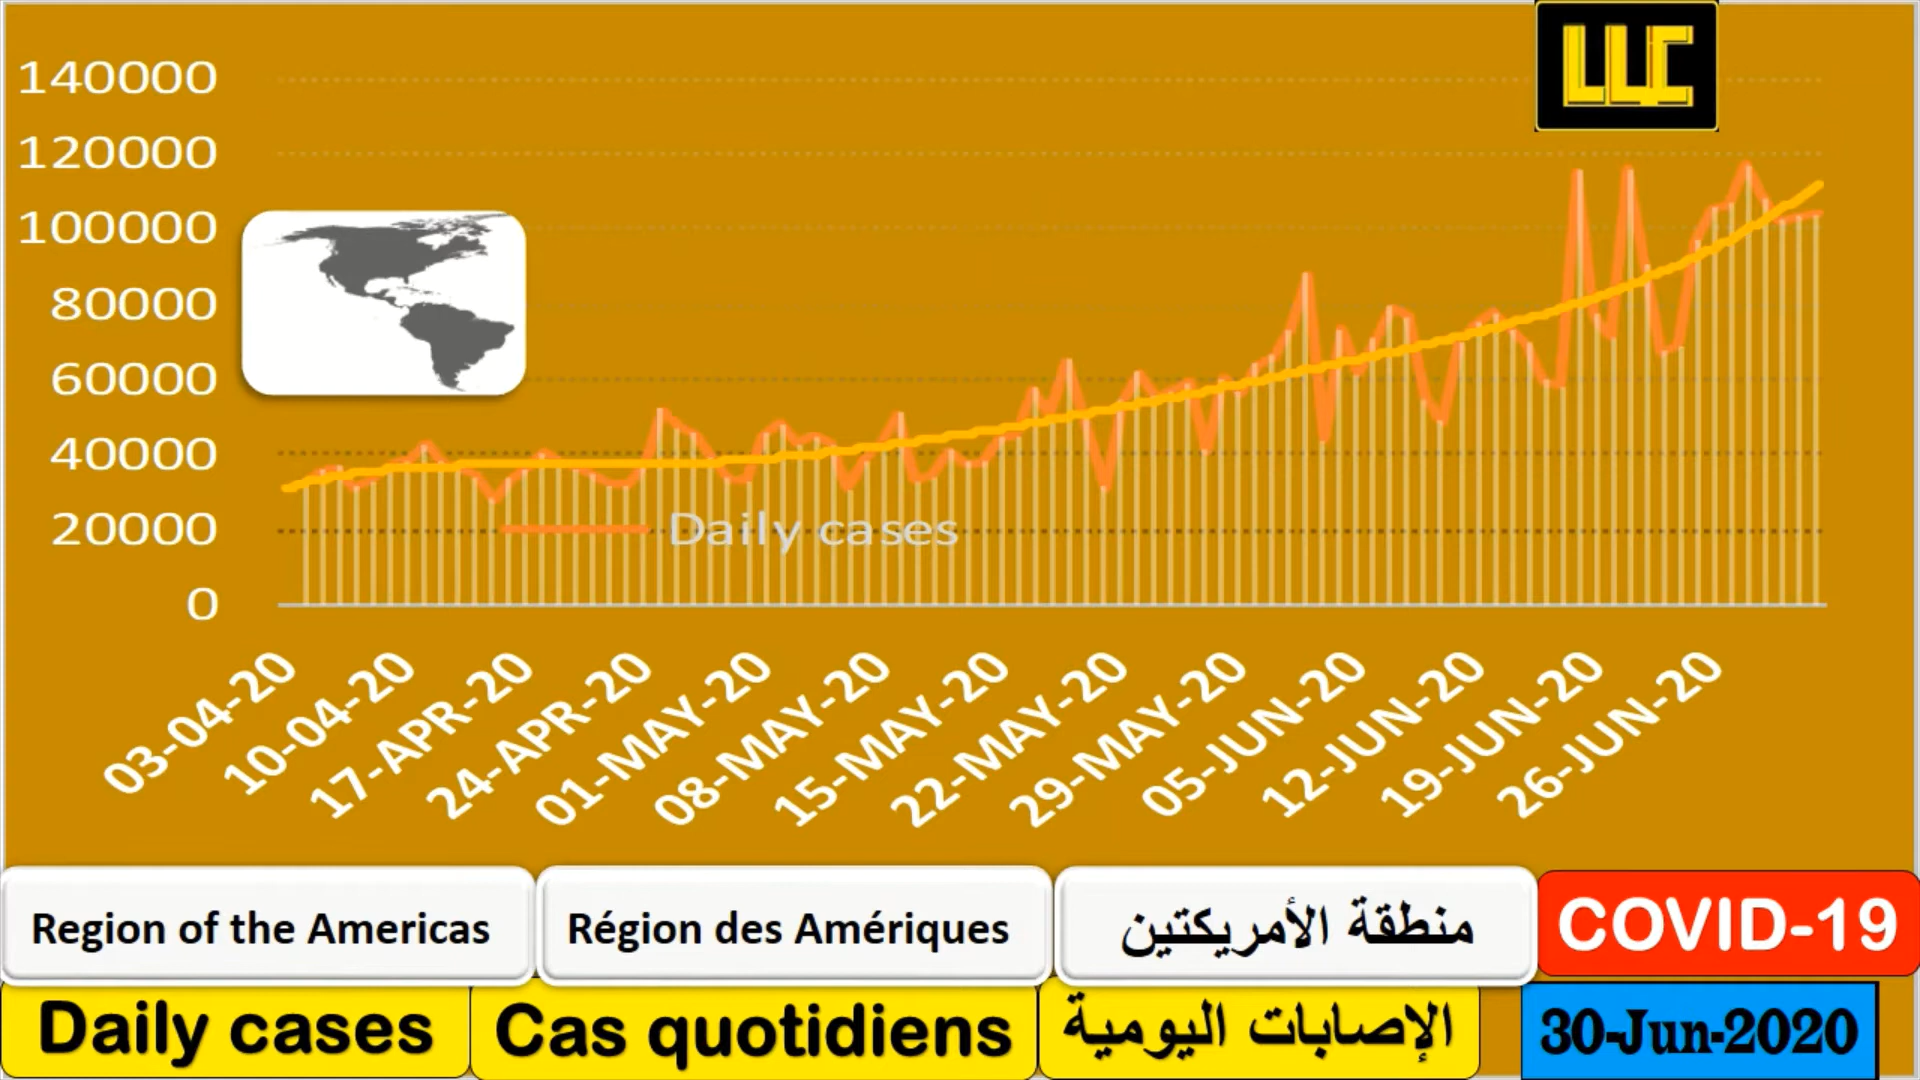 LLC
140000
120000
100000
80000
60000
40000
20000
0
Daily cases
03-04-20
10-04-20
17-APR-20
24-APR-20
01-MAY-20
08-MAY-20
15-MAY-20
22-MAY-20
29-MAY-20
05-JUN-20
12-JUN-20
19-JUN-20
26-JUN-20
Region of the Americas
Région des Amériques
منطقة الأمريكتين
COVID-19
Daily cases
Cas quotidiens
الإصابات اليومية
30-Jun-2020